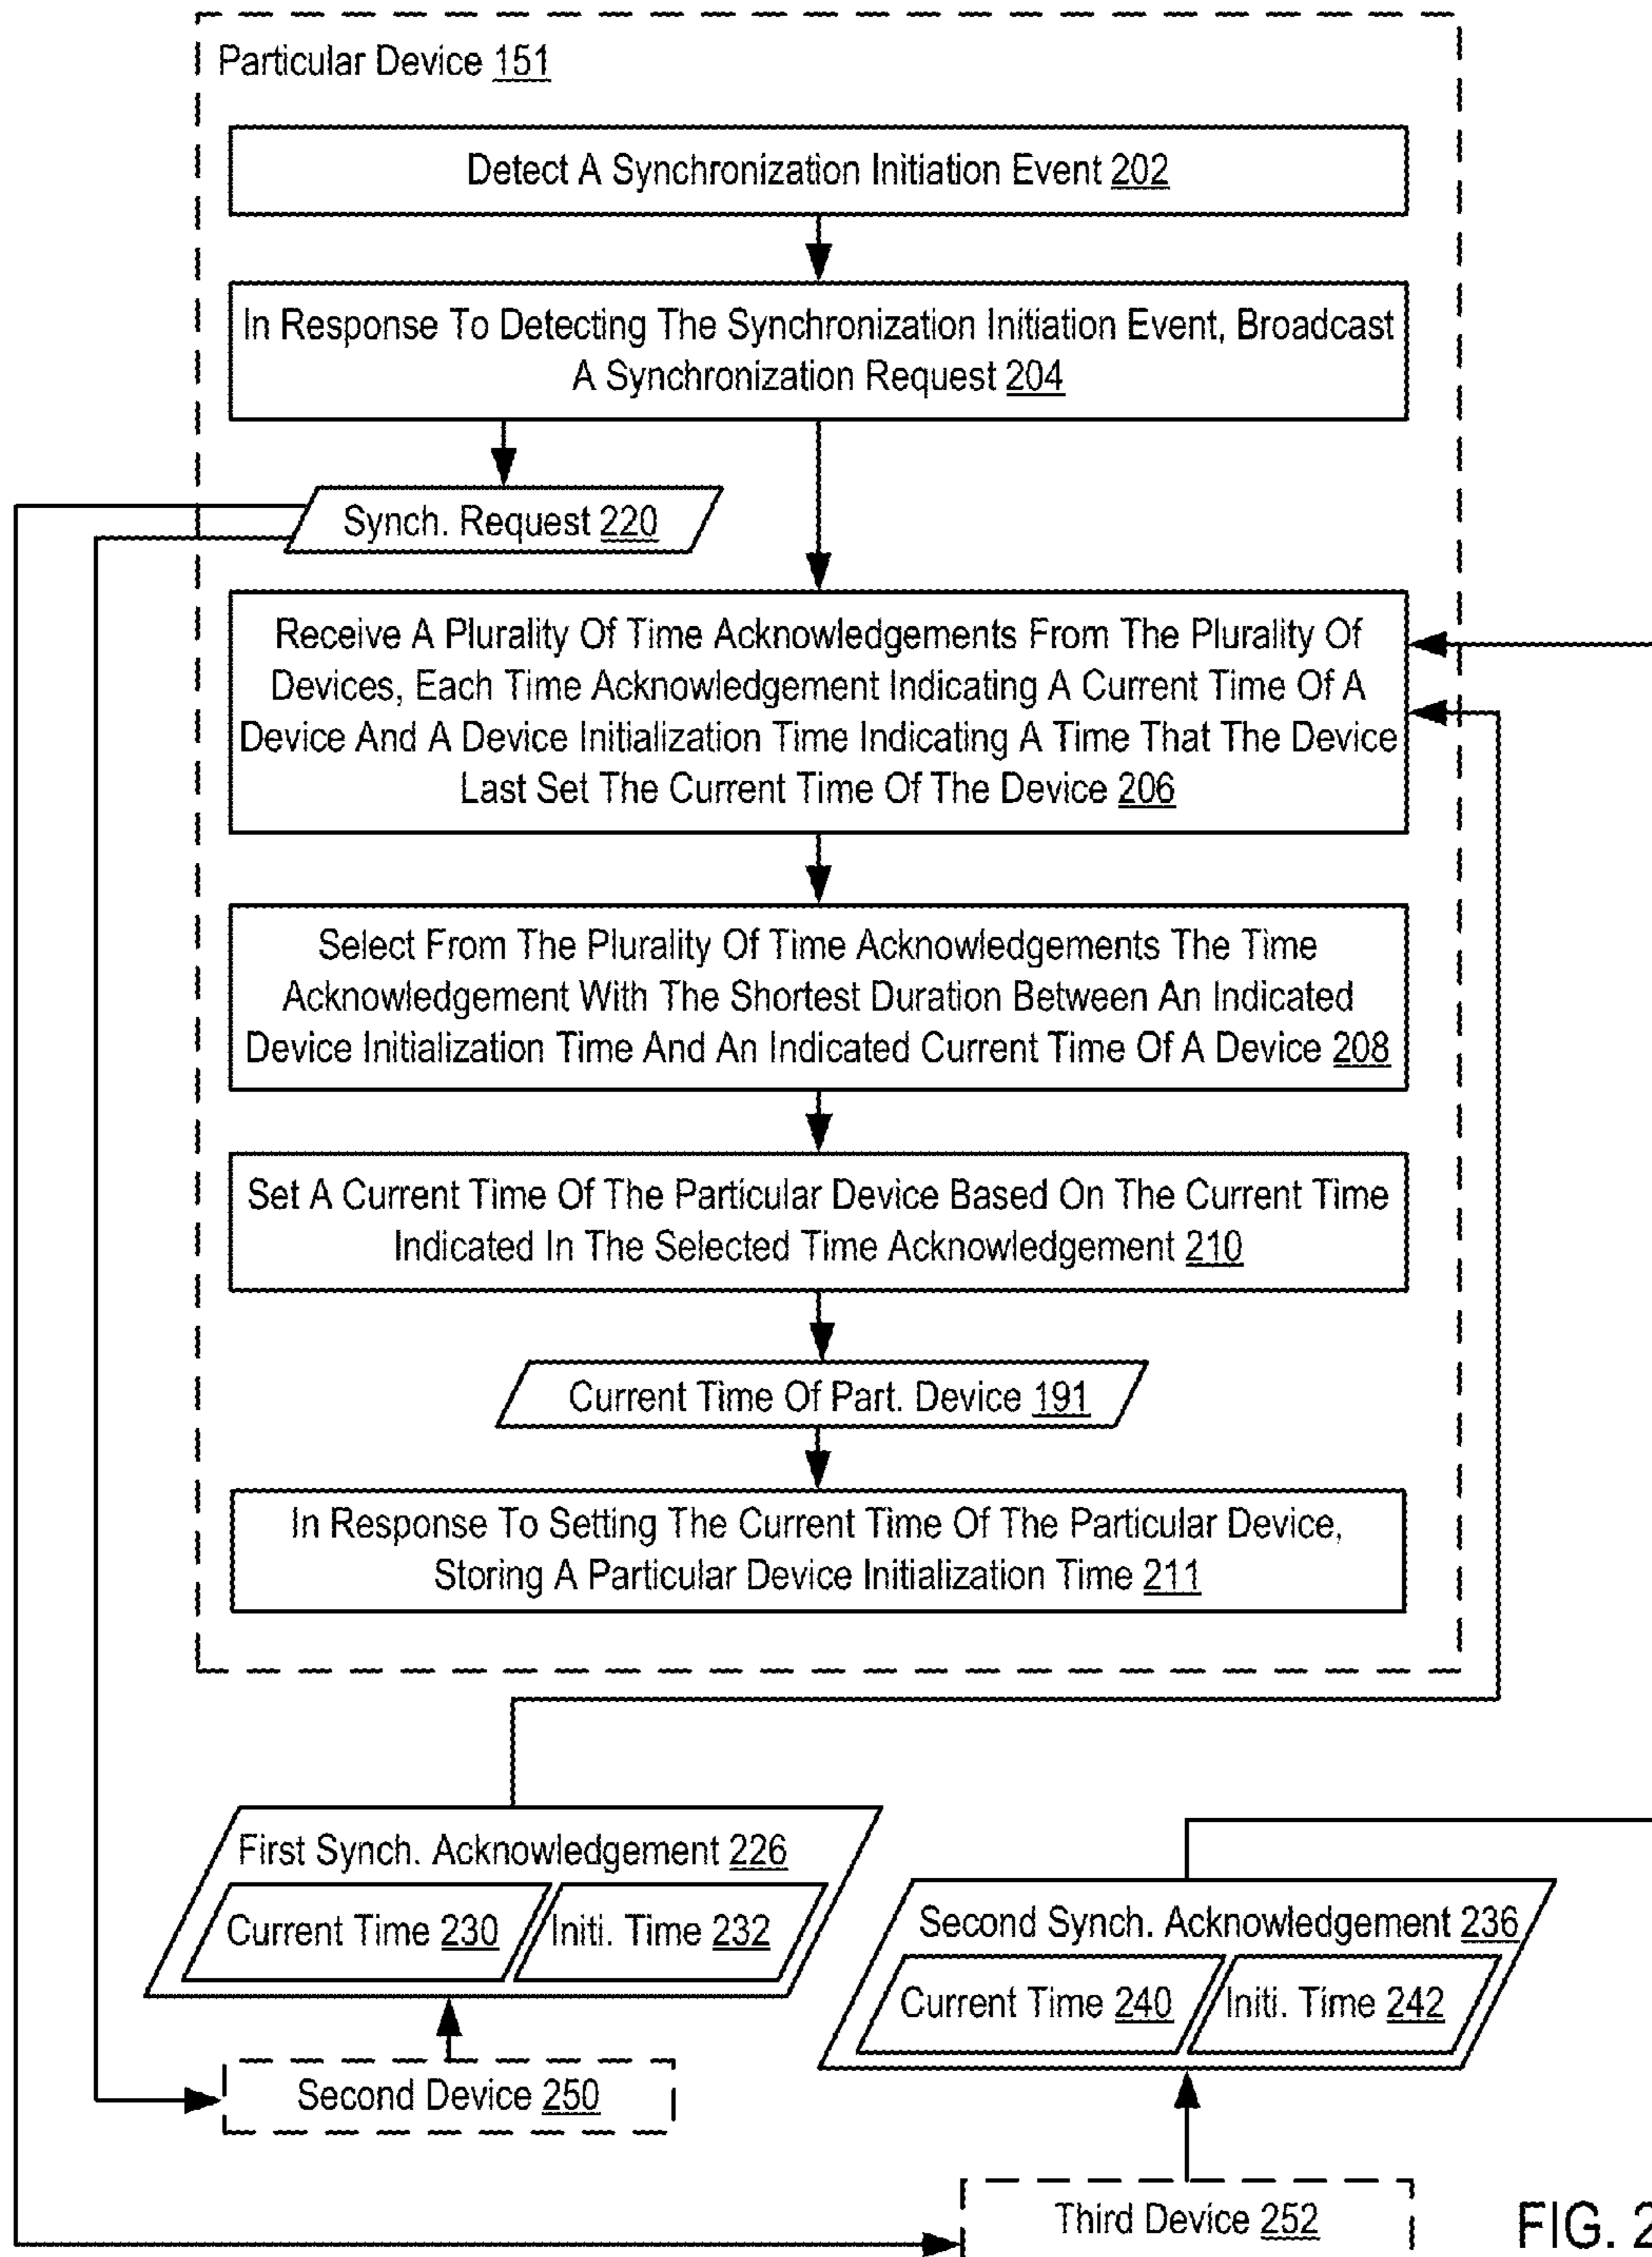 Particular Device 151
Detect A Synchronization Initiation Event 202
In Response To Detecting The Synchronization Initiation Event, Broadcast
A Synchronization Request 204
Synch. Request 220
Receive A Plurality Of Time Acknowledgements From The Plurality Of
Devices, Each Time Acknowledgement Indicating A Current Time Of A
Device And A Device Initialization Time Indicating A Time That The Device
Last Set The Current Time Of The Device 206
Select From The Plurality Of Time Acknowledgements The Time
Acknowledgement With The Shortest Duration Between An Indicated
Device Initialization Time And An Indicated Current Time Of A Device 208
Set A Current Time Of The Particular Device Based On The Current Time
Indicated In The Selected Time Acknowledgement 210
Current Time Of Part. Device 191
In Response To Setting The Current Time Of The Particular Device,
Storing A Particular Device Initialization Time 211
First Synch. Acknowledgement 226
Current Time 230
Initi. Time 232
Second Synch. Acknowledgement 236
Current Time 240
Initi. Time 242
Second Device 250
Third Device 252
FIG. 2